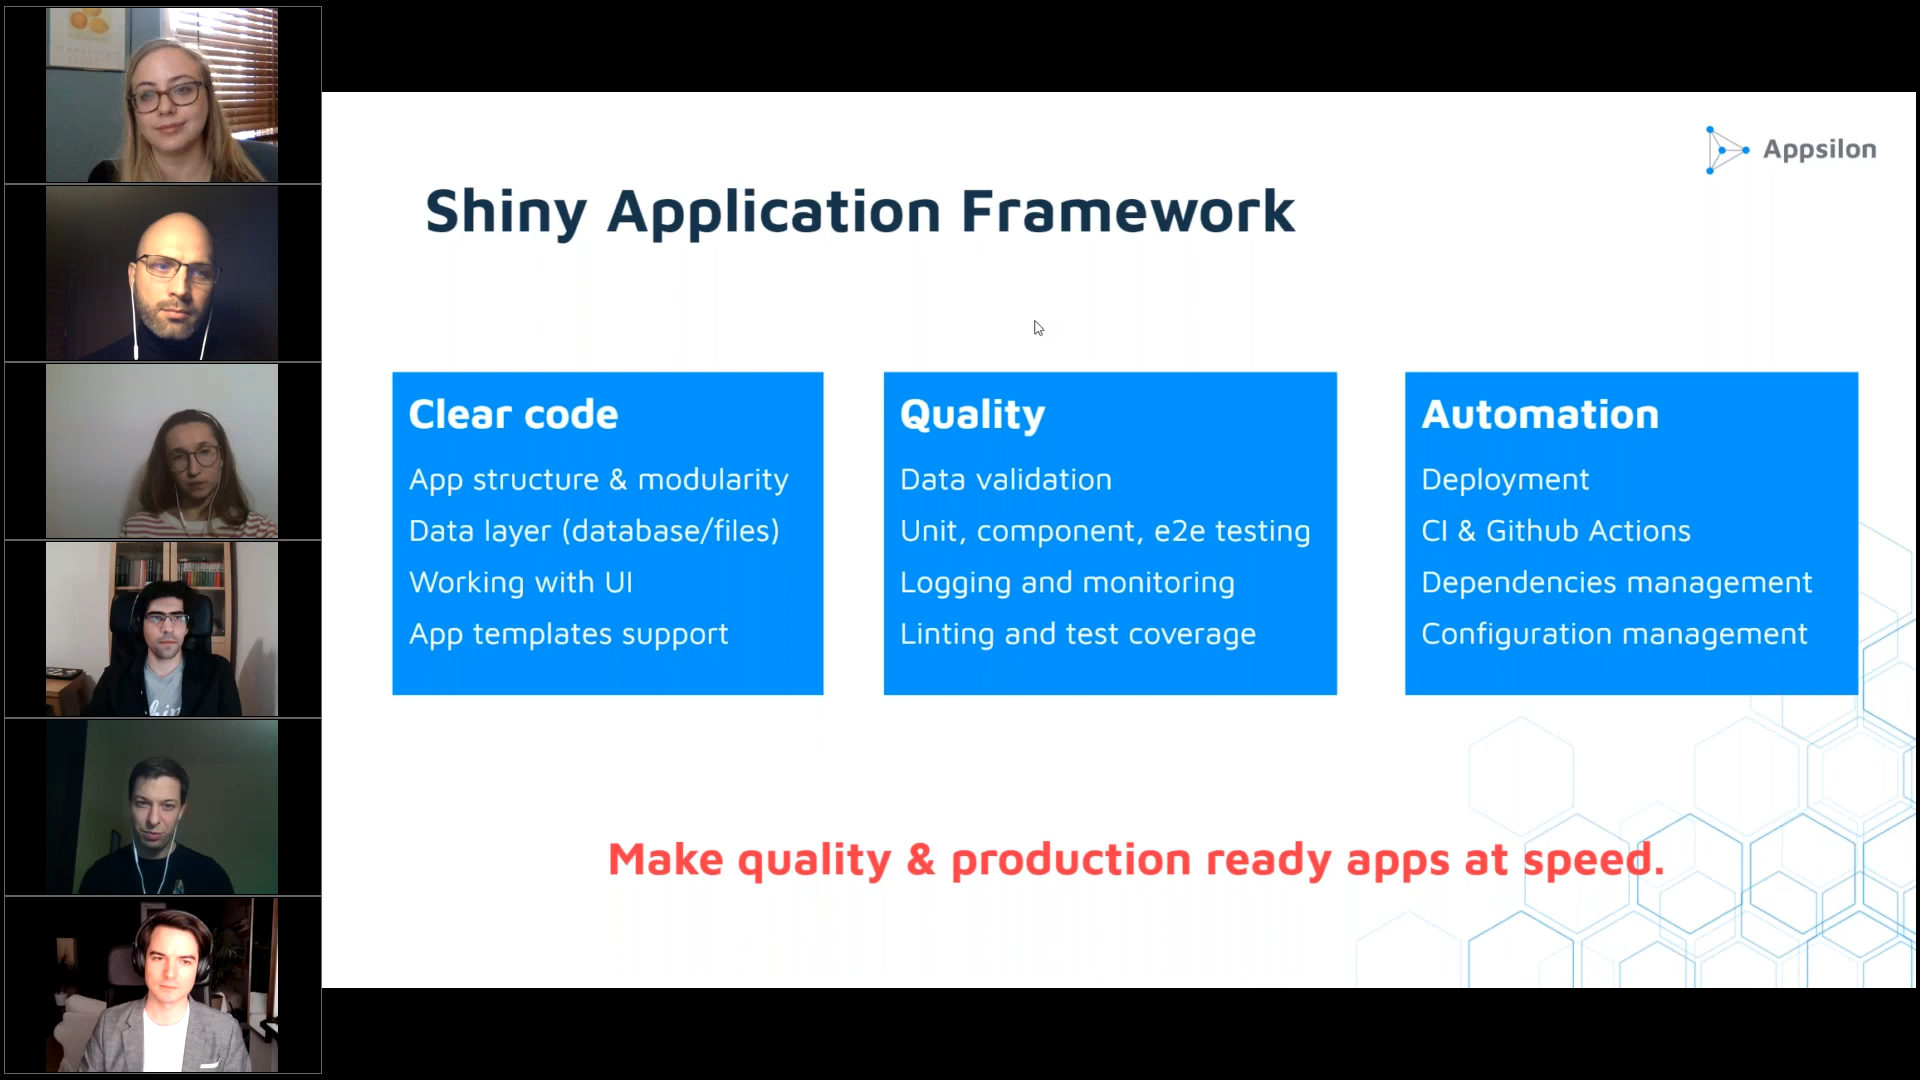 Appsilon
Shiny Application Framework
Clear code
App structure & modularity
Data layer (database/files)
Working with UI
App templates support
Quality
Data validation
Unit, component, e2e testing
Logging and monitoring
Linting and test coverage
Automation
Deployment
CI & Github Actions
Dependencies management
Configuration management
Make quality & production ready apps at speed.